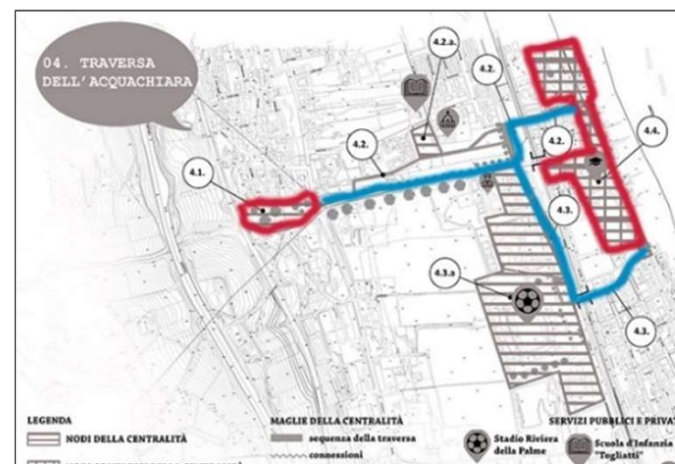 04. TRAVERSA
DELL'ACQUACHIARA
4.2.a.
4.2.
4.2.
4.2.
4.4.
4.1.
4.3.
4.3.a
4.3.
LEGENDA
NODI DELLA CENTRALITÀ
MAGLIE DELLA CENTRALITÀ
sequenza della traversa
connessioni
SERVIZI PUBBLICI E PRIVAT
Stadio Riviera
della Palme
Scuola d'Infanzia
"Togliatti"